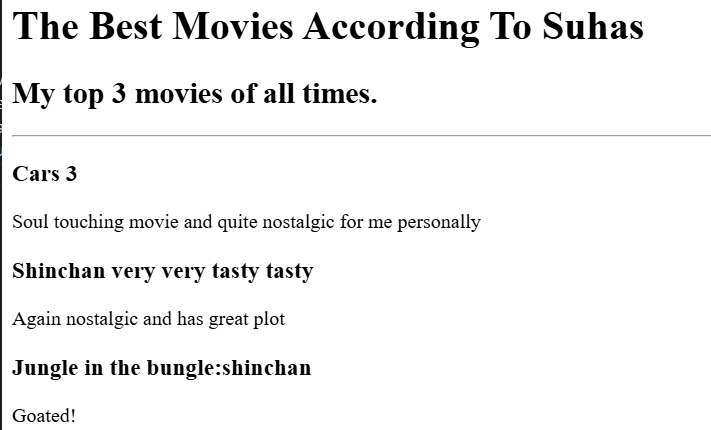 The Best Movies According To Suhas
My top 3 movies of all times.
Cars 3
Soul touching movie and quite nostalgic for me personally
Shinchan very very tasty tasty
Again nostalgic and has great plot
Jungle in the bungle:shinchan
Goated!